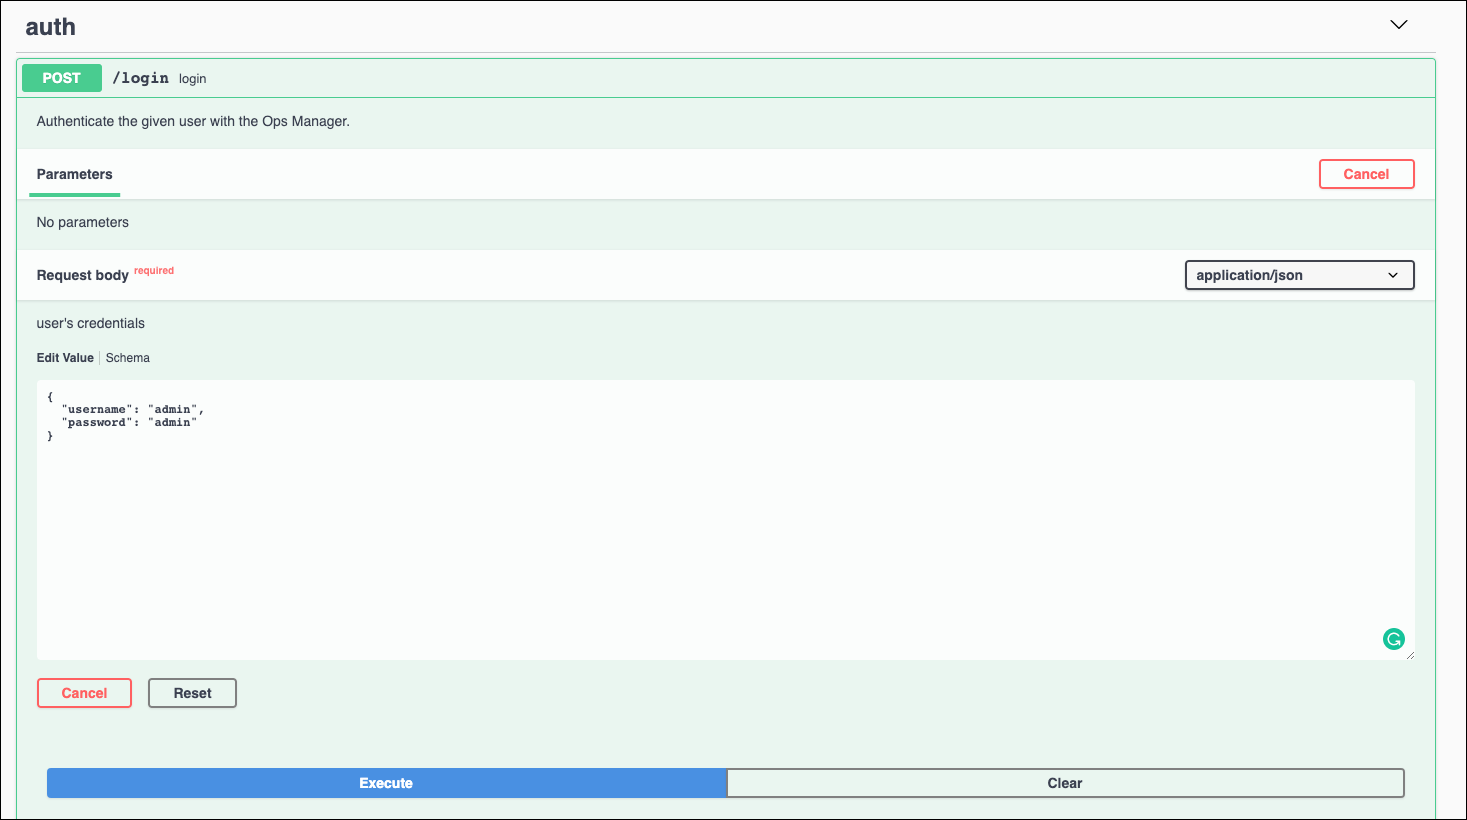 auth
POST /login login
Authenticate the given user with the Ops Manager.
Parameters
Cancel
No parameters
Request body required
application/json
user's credentials
Edit Value Schema
{
"username": "admin",
"password": "admin"
}
Cancel Reset
Execute Clear